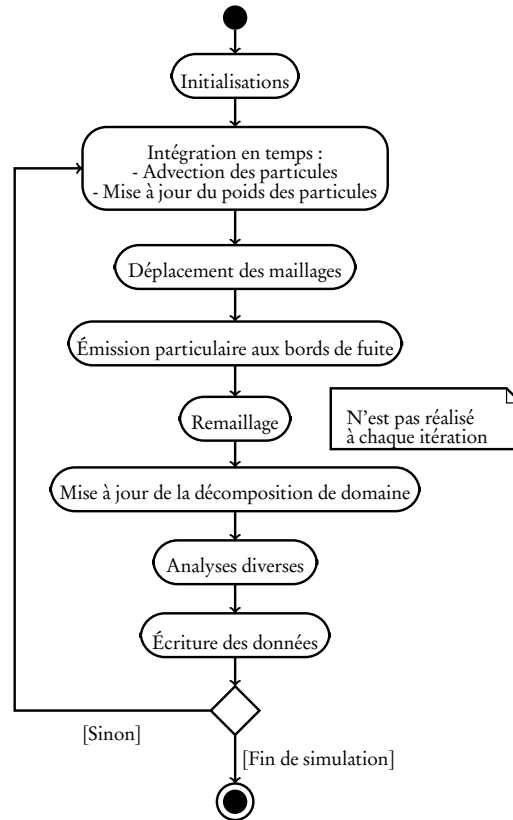 Initialisations
Intégration en temps :
- Advection des particules
- Mise à jour du poids des particules
Déplacement des maillages
Émission particulaire aux bords de fuite
Remaillage
N'est pas réalisé
à chaque itération
Mise à jour de la décomposition de domaine
Analyses diverses
Écriture des données
[Sinon]
[Fin de simulation]